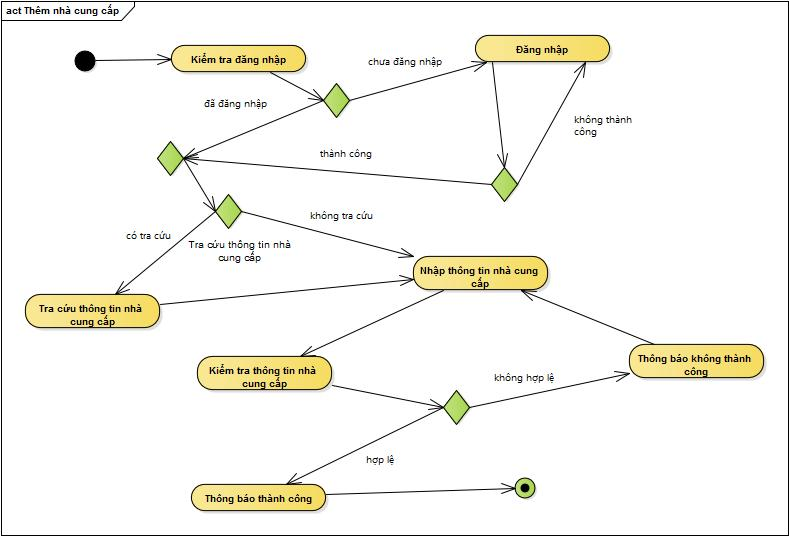 act Thêm nhà cung cấp
Kiểm tra đăng nhập
Đăng nhập
chưa đăng nhập
đã đăng nhập
không thành
công
thành công
không tra cứu
có tra cứu
Tra cứu thông tin nhà
cung cấp
Nhập thông tin nhà cung
cấp
Tra cứu thông tin nhà
cung cấp
Kiểm tra thông tin nhà
cung cấp
Thông báo không thành
công
không hợp lệ
hợp lệ
Thông báo thành công